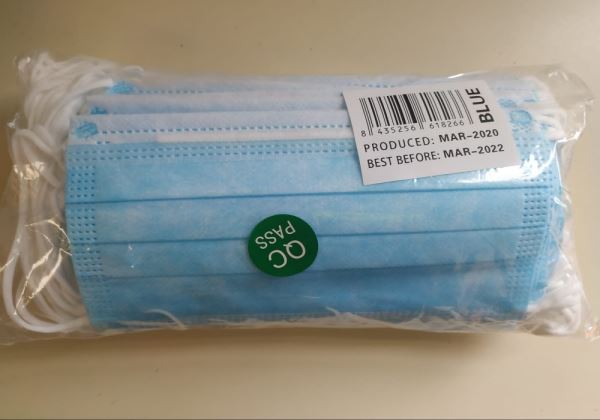 8 435256 618266
BLUE
PRODUCED: MAR-2020
BEST BEFORE: MAR-2022
QC
PASS